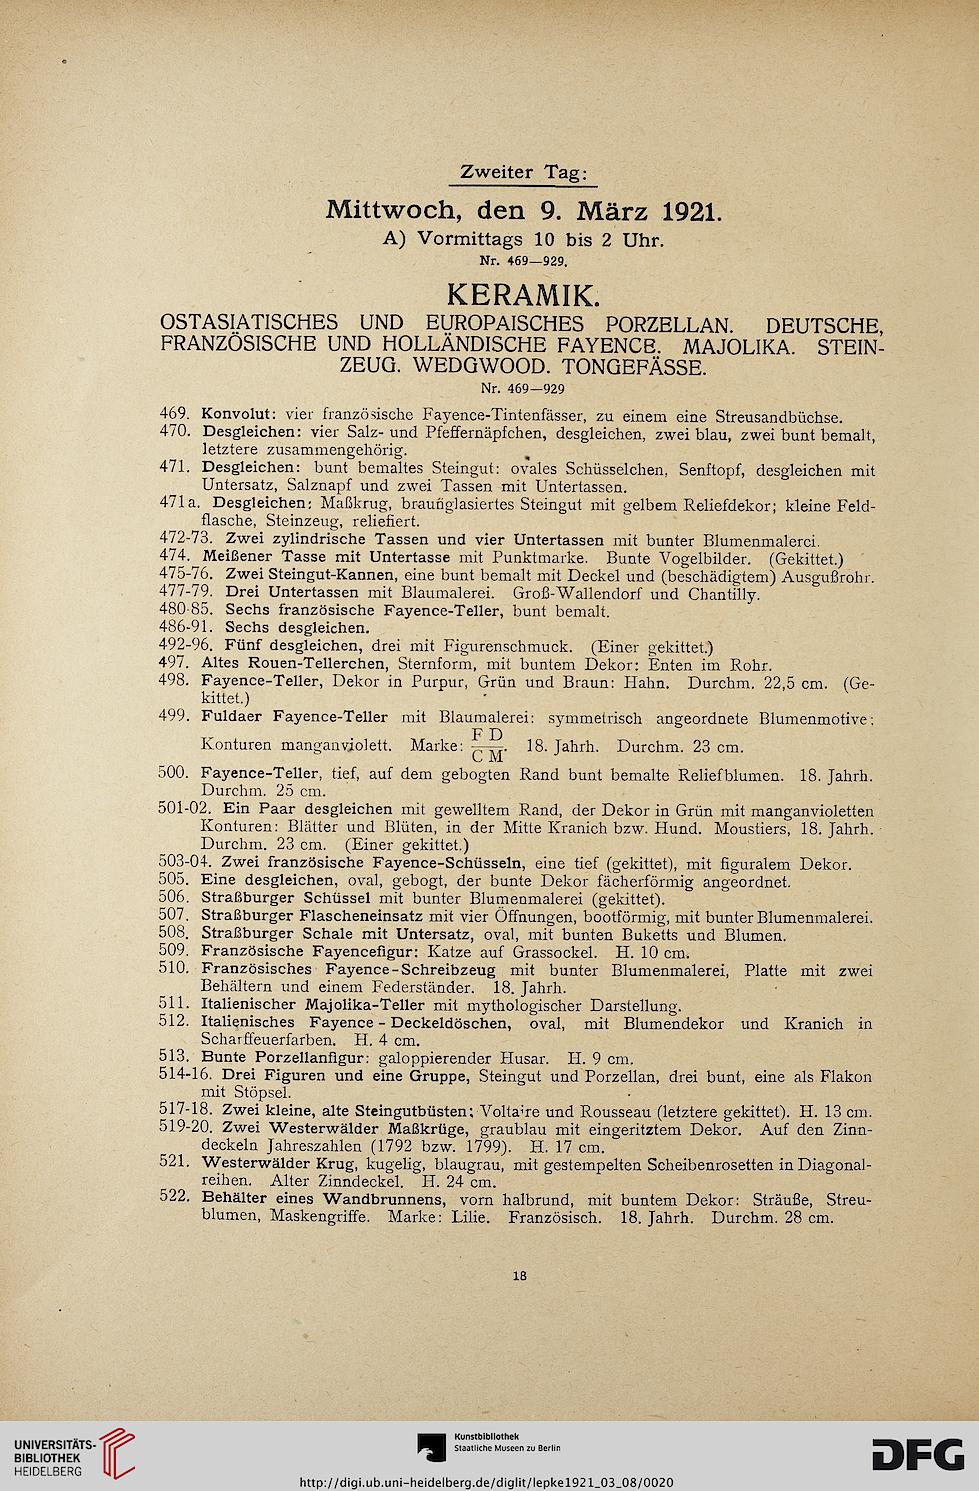 Zweiter Tag:
Mittwoch, den 9. März 1921.
A) Vormittags 10 bis 2 Uhr.
Nr. 469—929.
KERAMIK.
OSTASIATISCHES UND EUROPAISCHES PORZELLAN. DEUTSCHE,
FRANZÖSISCHE UND HOLLÄNDISCHE FAYENCE. MAJOLIKA. STEIN-
ZEUG. WEDGWOOD. TONGEFÄSSE.
Nr. 469—929
469. Konvolut: vier französische Fayence-Tintenfässer, zu einem eine Streusandbüchse.
470. Desgleichen: vier Salz- und Pfeffernäpfchen, desgleichen, zwei blau, zwei bunt bemalt,
letztere zusammengehörig.
471. Desgleichen: bunt bemaltes Steingut: ovales Schüsselchen, Senftopf, desgleichen mit
Untersatz, Salznapf und zwei Tassen mit Untertassen.
471a. Desgleichen: Maßkrug, braunglasiertes Steingut mit gelbem Reliefdekor; kleine Feld-
flasche, Steinzeug, reliefiert.
472-73. Zwei zylindrische Tassen und vier Untertassen mit bunter Blumenmalerei.
474. Meißener Tasse mit Untertasse mit Punktmarke. Bunte Vogelbilder. (Gekittet.)
475-76. Zwei Steingut-Kannen, eine bunt bemalt mit Deckel und (beschädigtem) Ausgußrohr.
477-79. Drei Untertassen mit Blaumalerei. Groß-Wallendorf und Chantilly.
480-85. Sechs französische Fayence-Teller, bunt bemalt.
486-91. Sechs desgleichen.
492-96. Fünf desgleichen, drei mit Figurenschmuck. (Einer gekittet.)
497. Altes Rouen-Tellerchen, Sternform, mit buntem Dekor: Enten im Rohr.
498. Fayence-Teller, Dekor in Purpur, Grün und Braun: Hahn. Durchm. 22,5 cm. (Ge-
kittet.)
499. Fuldaer Fayence-Teller mit Blaumalerei: symmetrisch angeordnete Blumenmotive;
F D
Konturen manganviolett. Marke: ——. 18. Jahrh. Durchm. 23 cm.
C M
500. Fayence-Teller, tief, auf dem gebogten Rand bunt bemalte Reliefblumen. 18. Jahrh.
Durchm. 25 cm.
501-02. Ein Paar desgleichen mit gewelltem Rand, der Dekor in Grün mit manganvioletten
Konturen: Blätter und Blüten, in der Mitte Kranich bzw. Hund. Moustiers, 18. Jahrh.
Durchm. 23 cm. (Einer gekittet.)
503-04. Zwei französische Fayence-Schüsseln, eine tief (gekittet), mit figuralem Dekor.
505. Eine desgleichen, oval, gebogt, der bunte Dekor fächerförmig angeordnet.
506. Straßburger Schüssel mit bunter Blumenmalerei (gekittet).
507. Straßburger Flascheneinsatz mit vier Öffnungen, bootförmig, mit bunter Blumenmalerei.
508. Straßburger Schale mit Untersatz, oval, mit bunten Buketts und Blumen.
509. Französische Fayencefigur: Katze auf Grassockel. H. 10 cm.
510. Französisches Fayence-Schreibzeug mit bunter Blumenmalerei, Platte mit zwei
Behältern und einem Federständer. 18. Jahrh.
511. Italienischer Majolika-Teller mit mythologischer Darstellung.
512. Italienisches Fayence-Deckeldöschen, oval, mit Blumendekor und Kranich in
Scharffeuerfarben. H. 4 cm.
513. Bunte Porzellanfigur: galoppierender Husar. H. 9 cm.
514-16. Drei Figuren und eine Gruppe, Steingut und Porzellan, drei bunt, eine als Flakon
mit Stöpsel.
517-18. Zwei kleine, alte Steingutbüsten; Voltaire und Rousseau (letztere gekittet). H. 13 cm.
519-20. Zwei Westerwälder Maßkrüge, graublau mit eingeritztem Dekor. Auf den Zinn-
deckeln Jahreszahlen (1792 bzw. 1799). H. 17 cm.
521. Westerwälder Krug, kugelig, blaugrau, mit gestempelten Scheibenrosetten in Diagonal-
reihen. Alter Zinndeckel. H. 24 cm.
522. Behälter eines Wandbrunnens, vorn halbrund, mit buntem Dekor: Sträuße, Streu-
blumen, Maskengriffe. Marke: Lilie. Französisch. 18. Jahrh. Durchm. 28 cm.
18
UNIVERSITÄTS-
BIBLIOTHEK
HEIDELBERG
Kunstbibliothek
Staatliche Museen zu Berlin
DFG
http://digi.ub.uni-heidelberg.de/diglit/lepke1921_03_08/0020